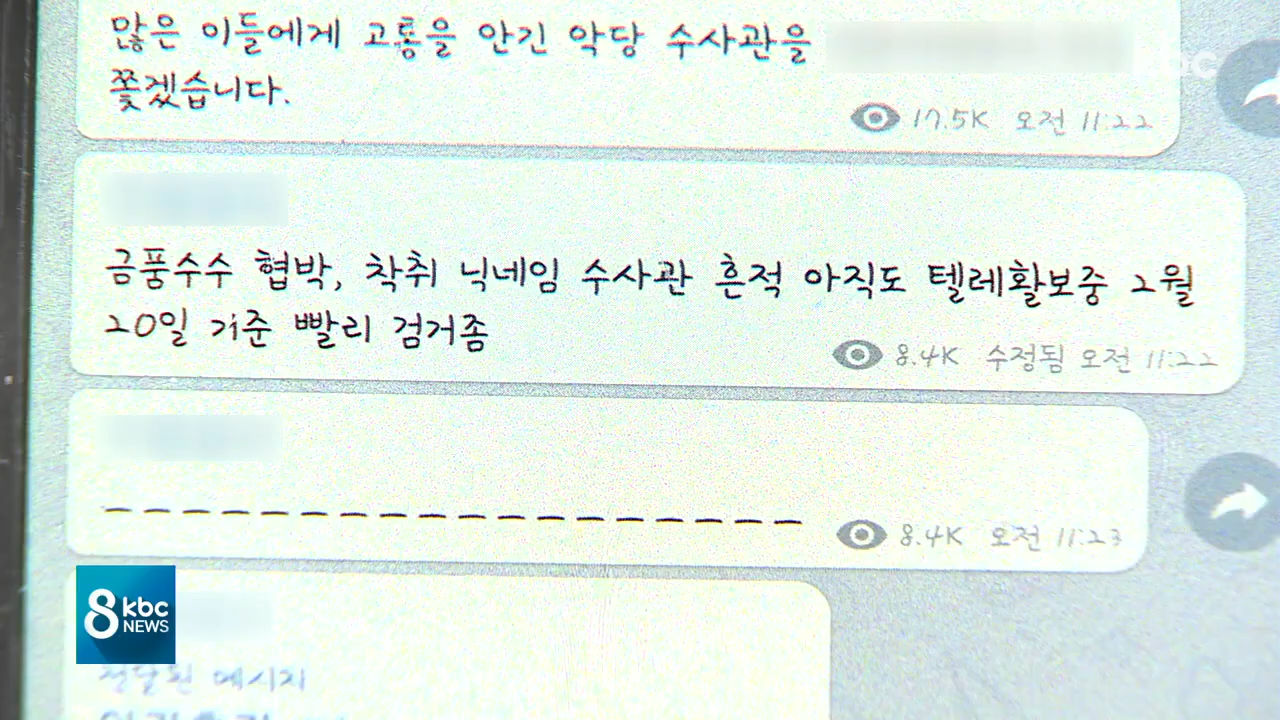 많은 이들에게 고통을 안긴 악당 수사관을
쫓겠습니다.
17.5K 오전 11:22
금품수수 협박, 착취 닉네임 수사관 흔적 아직도 텔레활보중 2월
20일 기준 빨리 검거좀
8.4K 수정됨 오전 11:22
_ _ _ _ _ _ _ _ _ _ _ _ _ _ _ _ _ _
8.4K 오전 11:23
8 kbc
NEWS
전달된 메시지